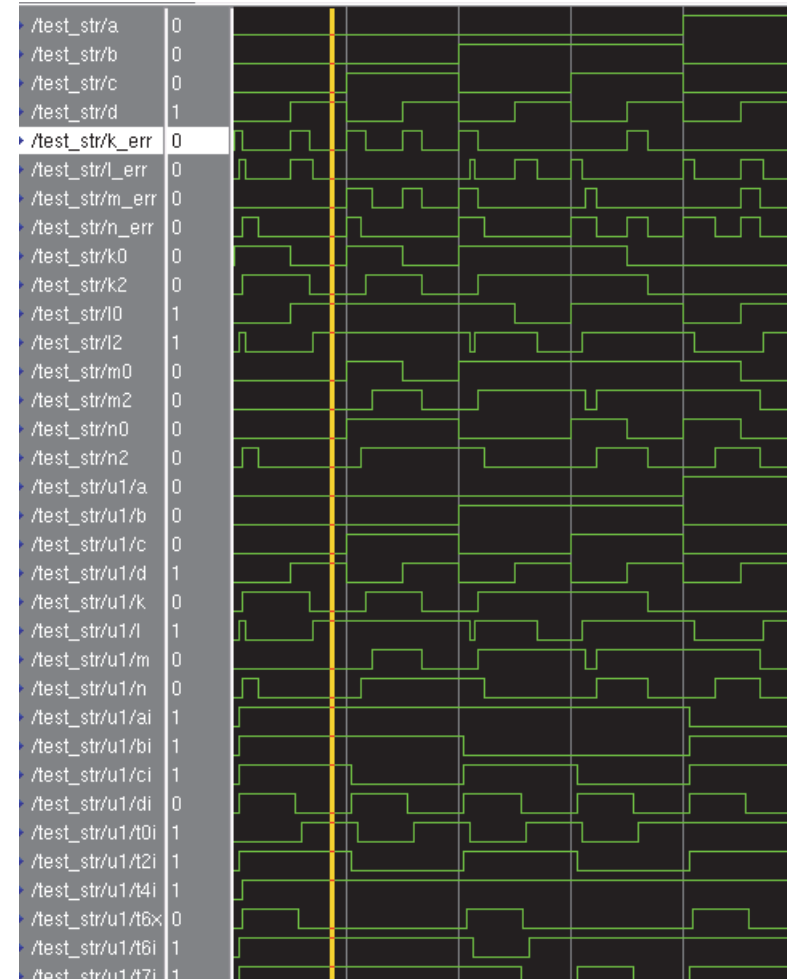 /test_str/a 0
/test_str/b 0
/test_str/c 0
/test_str/d 1
/test_str/k_err 0
/test_str/l_err 0
/test_str/m_err 0
/test_str/n_err 0
/test_str/k0 0
/test_str/k2 0
/test_str/l0 1
/test_str/l2 1
/test_str/m0 0
/test_str/m2 0
/test_str/n0 0
/test_str/n2 0
/test_str/u1/a 0
/test_str/u1/b 0
/test_str/u1/c 0
/test_str/u1/d 1
/test_str/u1/k 0
/test_str/u1/l 1
/test_str/u1/m 0
/test_str/u1/n 0
/test_str/u1/ai 1
/test_str/u1/bi 1
/test_str/u1/ci 1
/test_str/u1/di 0
/test_str/u1/t0i 1
/test_str/u1/t2i 1
/test_str/u1/t4i 1
/test_str/u1/t6x 0
/test_str/u1/t6i 1
/test_str/u1/t7i 1